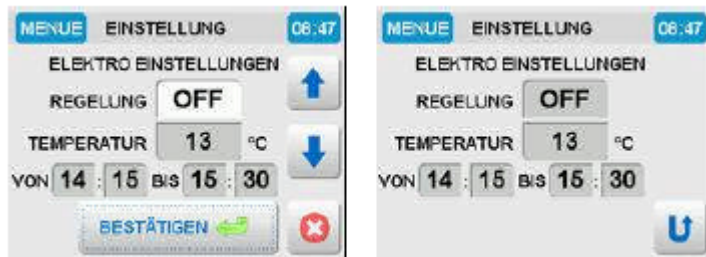 MENUE EINSTELLUNG 06:47
ELEKTRO EINSTELLUNGEN
REGELUNG OFF
TEMPERATUR 13 °C
VON 14 : 15 BIS 15 : 30
BESTÄTIGEN
MENUE EINSTELLUNG 06:47
ELEKTRO EINSTELLUNGEN
REGELUNG OFF
TEMPERATUR 13 °C
VON 14 : 15 BIS 15 : 30